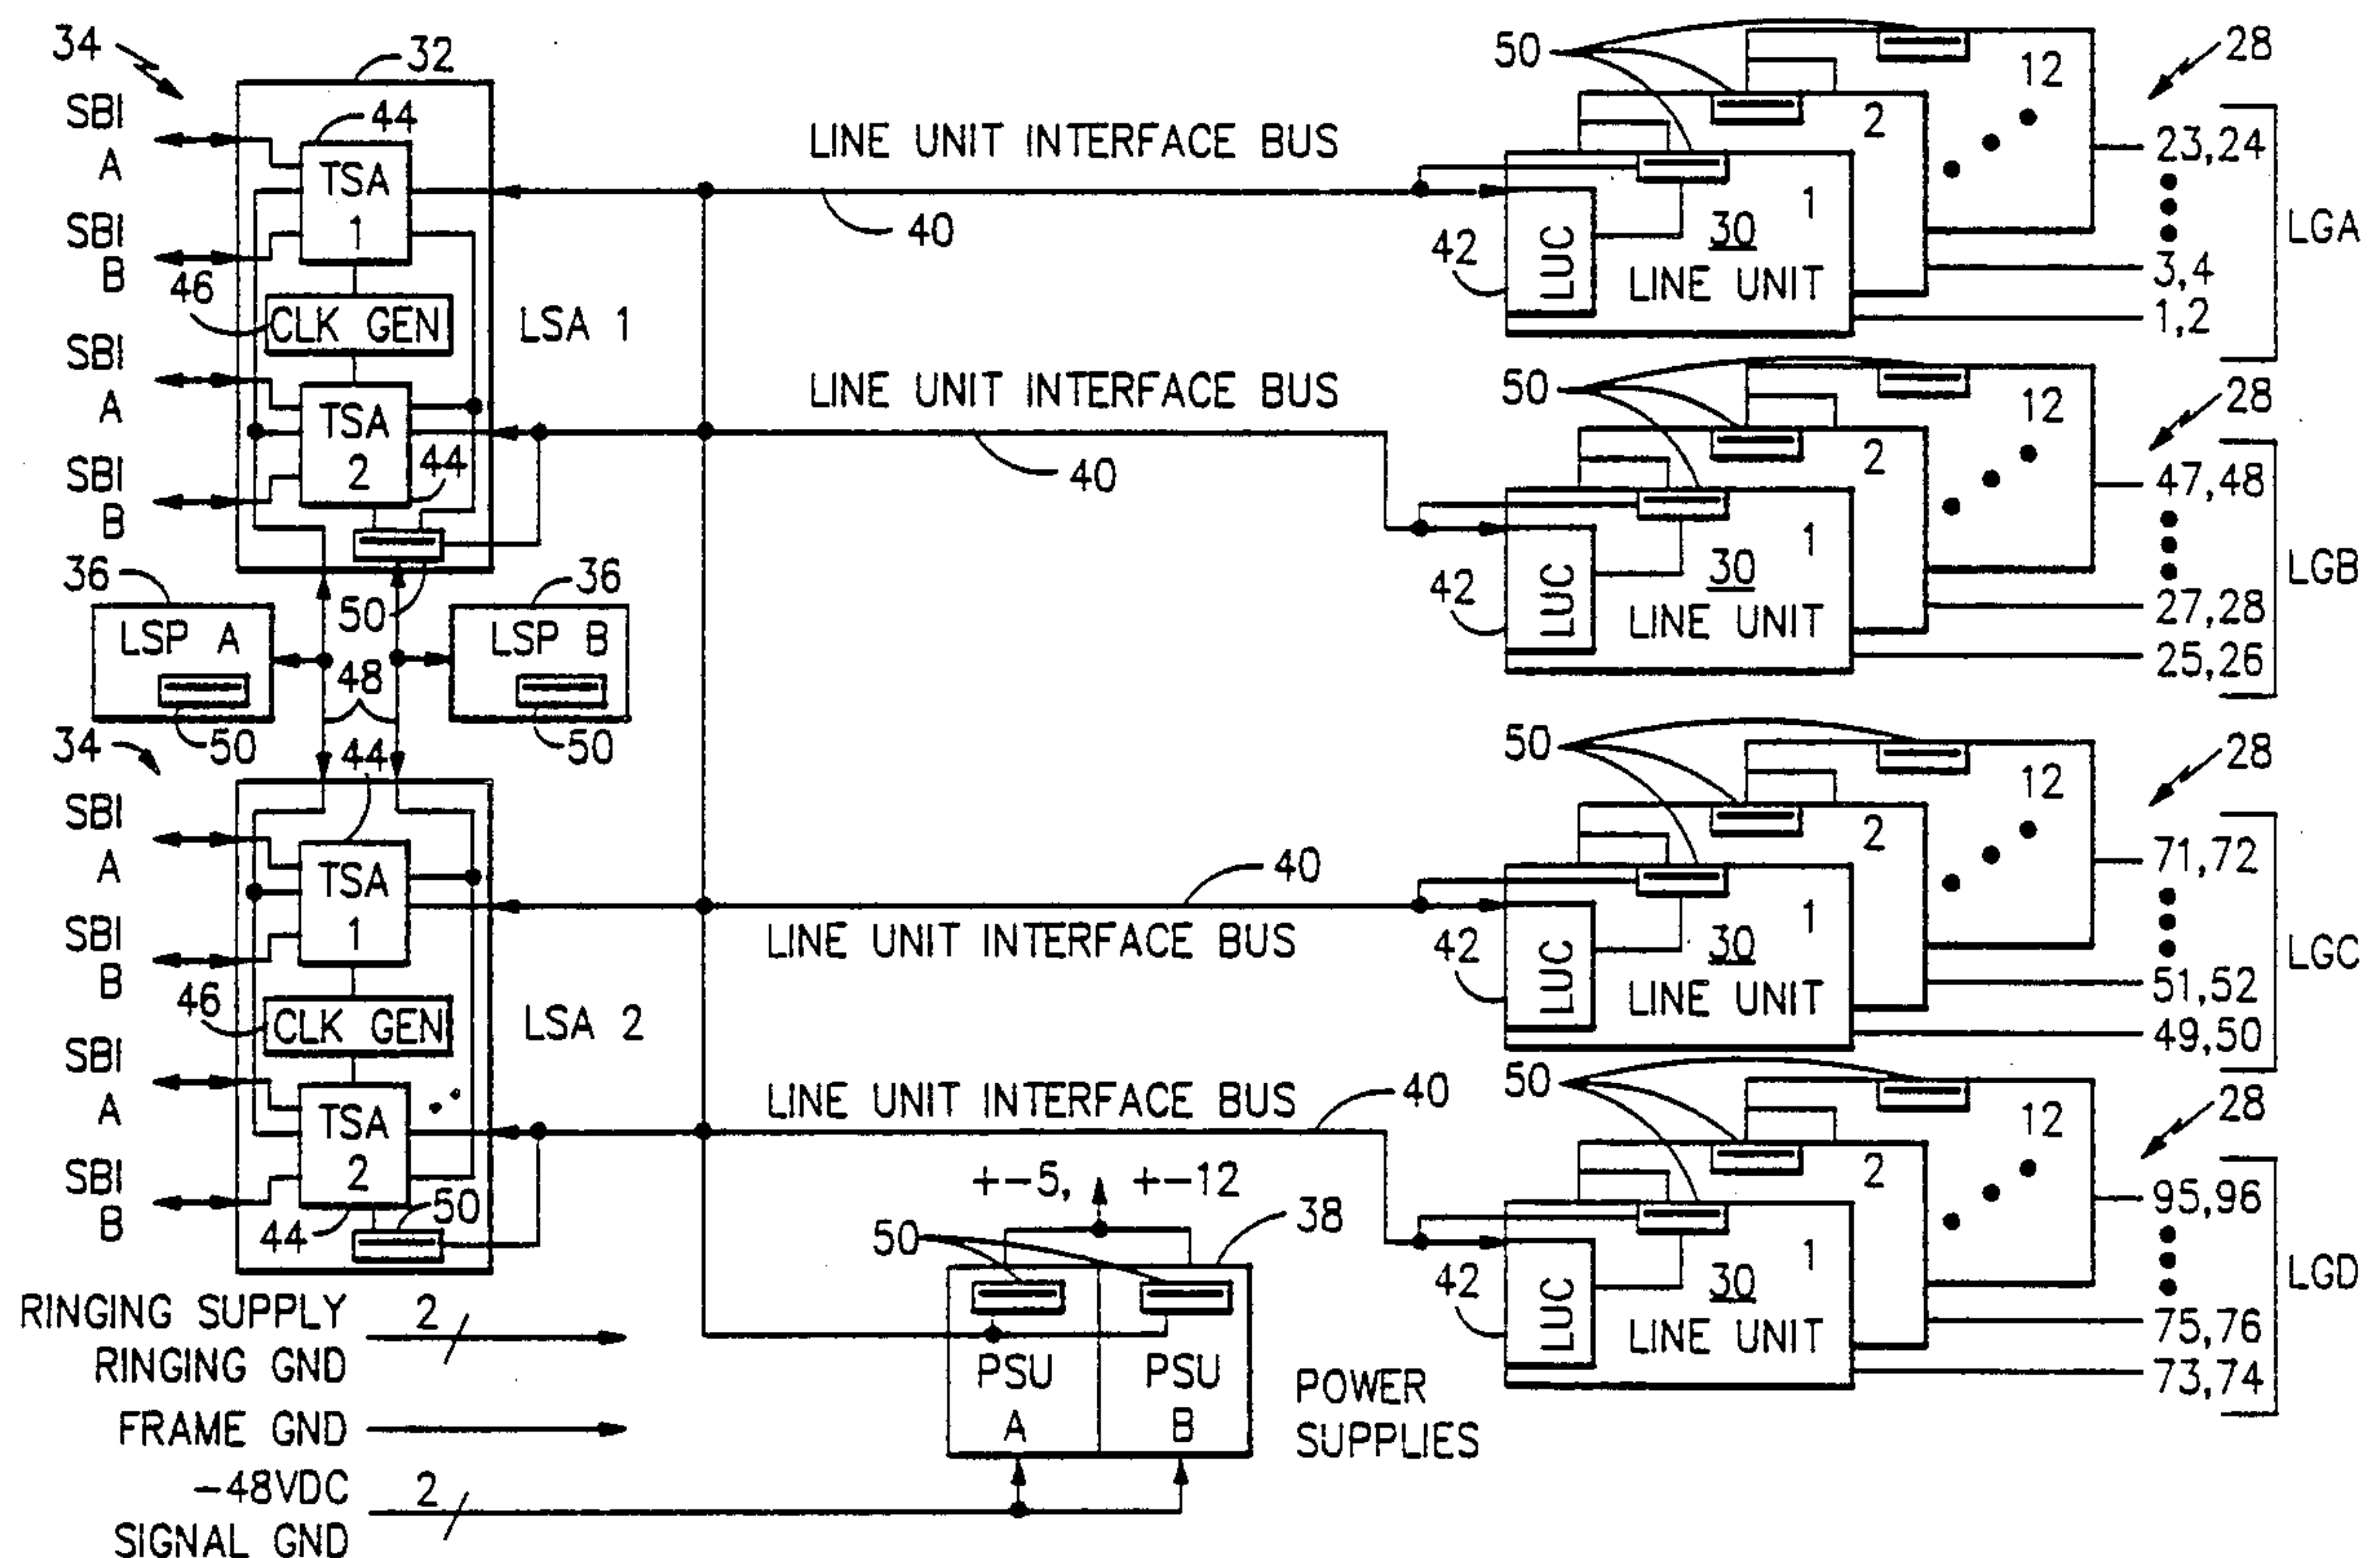 34
32
SBI
A
44
TSA
1
SBI
B
46
CLK GEN
LSA 1
SBI
A
TSA
2
44
SBI
B
50
36
LSP A
50
48
36
LSP B
50
34
44
SBI
A
TSA
1
SBI
B
46
CLK GEN
LSA 2
SBI
A
TSA
2
SBI
B
44
50
LINE UNIT INTERFACE BUS
40
LINE UNIT INTERFACE BUS
40
40
LINE UNIT INTERFACE BUS
LINE UNIT INTERFACE BUS
40
50
12
2
1
42
LUC
30
LINE UNIT
28
23,24
3,4
1,2
LGA
50
12
2
1
42
LUC
30
LINE UNIT
28
47,48
27,28
25,26
LGB
50
12
2
1
42
LUC
30
LINE UNIT
28
71,72
51,52
49,50
LGC
50
12
2
1
42
LUC
30
LINE UNIT
28
95,96
75,76
73,74
LGD
+-5, +-12
50
38
PSU
A
PSU
B
POWER
SUPPLIES
RINGING SUPPLY
2
RINGING GND
FRAME GND
-48VDC
2
SIGNAL GND